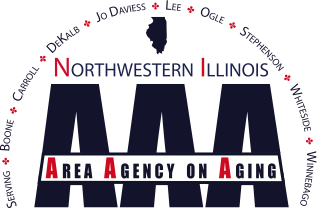 Serving ✦ Boone ✦ Carroll ✦ DeKalb ✦ Jo Daviess ✦ Lee ✦ Ogle ✦ Stephenson ✦ Whiteside ✦ Winnebago
Northwestern Illinois
AAA
Area Agency on Aging